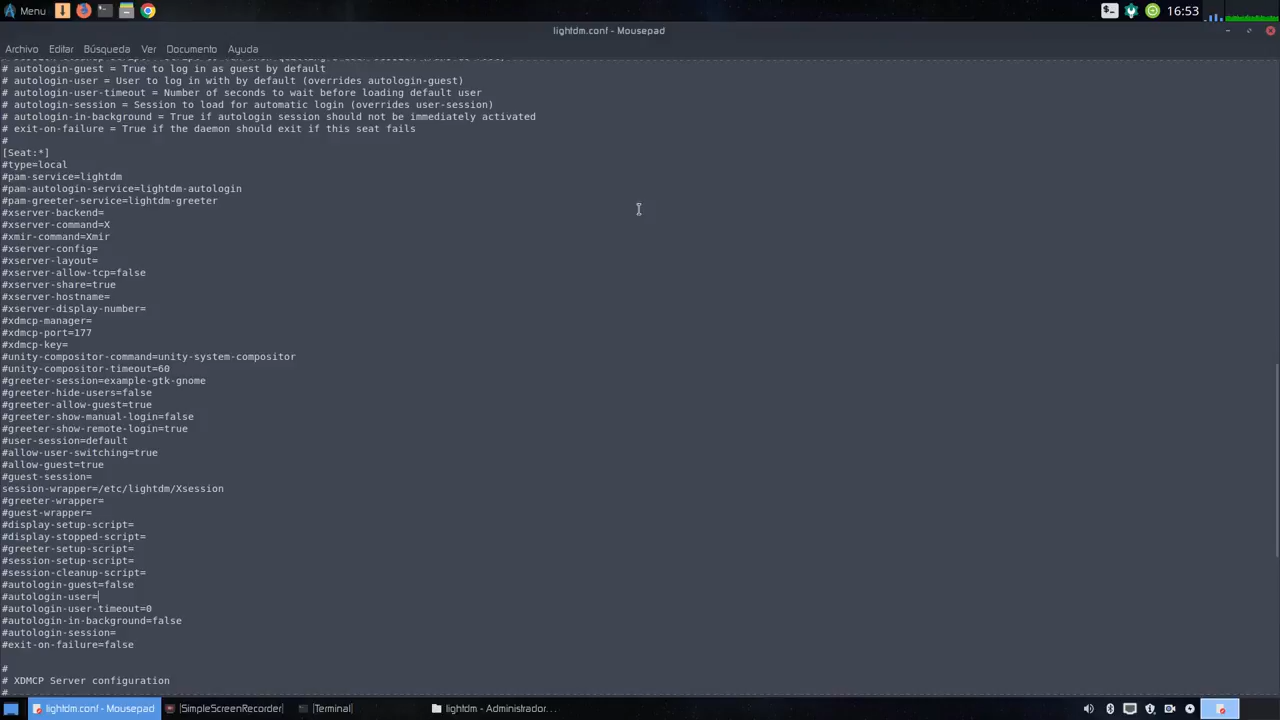 Menu
16:53
lightdm.conf - Mousepad
Archivo Editar Búsqueda Ver Documento Ayuda
# autologin-guest = True to log in as guest by default
# autologin-user = User to log in with by default (overrides autologin-guest)
# autologin-user-timeout = Number of seconds to wait before loading default user
# autologin-session = Session to load for automatic login (overrides user-session)
# autologin-in-background = True if autologin session should not be immediately activated
# exit-on-failure = True if the daemon should exit if this seat fails
#
[Seat:*]
#type=local
#pam-service=lightdm
#pam-autologin-service=lightdm-autologin
#pam-greeter-service=lightdm-greeter
#xserver-backend=
#xserver-command=X
#xmir-command=Xmir
#xserver-config=
#xserver-layout=
#xserver-allow-tcp=false
#xserver-share=true
#xserver-hostname=
#xserver-display-number=
#xdmcp-manager=
#xdmcp-port=177
#xdmcp-key=
#unity-compositor-command=unity-system-compositor
#unity-compositor-timeout=60
#greeter-session=example-gtk-gnome
#greeter-hide-users=false
#greeter-allow-guest=true
#greeter-show-manual-login=false
#greeter-show-remote-login=true
#user-session=default
#allow-user-switching=true
#allow-guest=true
#guest-session=
session-wrapper=/etc/lightdm/Xsession
#greeter-wrapper=
#guest-wrapper=
#display-setup-script=
#display-stopped-script=
#greeter-setup-script=
#session-setup-script=
#session-cleanup-script=
#autologin-guest=false
#autologin-user=
#autologin-user-timeout=0
#autologin-in-background=false
#autologin-session=
#exit-on-failure=false
#
# XDMCP Server configuration
#
lightdm.conf - Mousepad
[SimpleScreenRecorder]
[Terminal]
lightdm - Administrador...